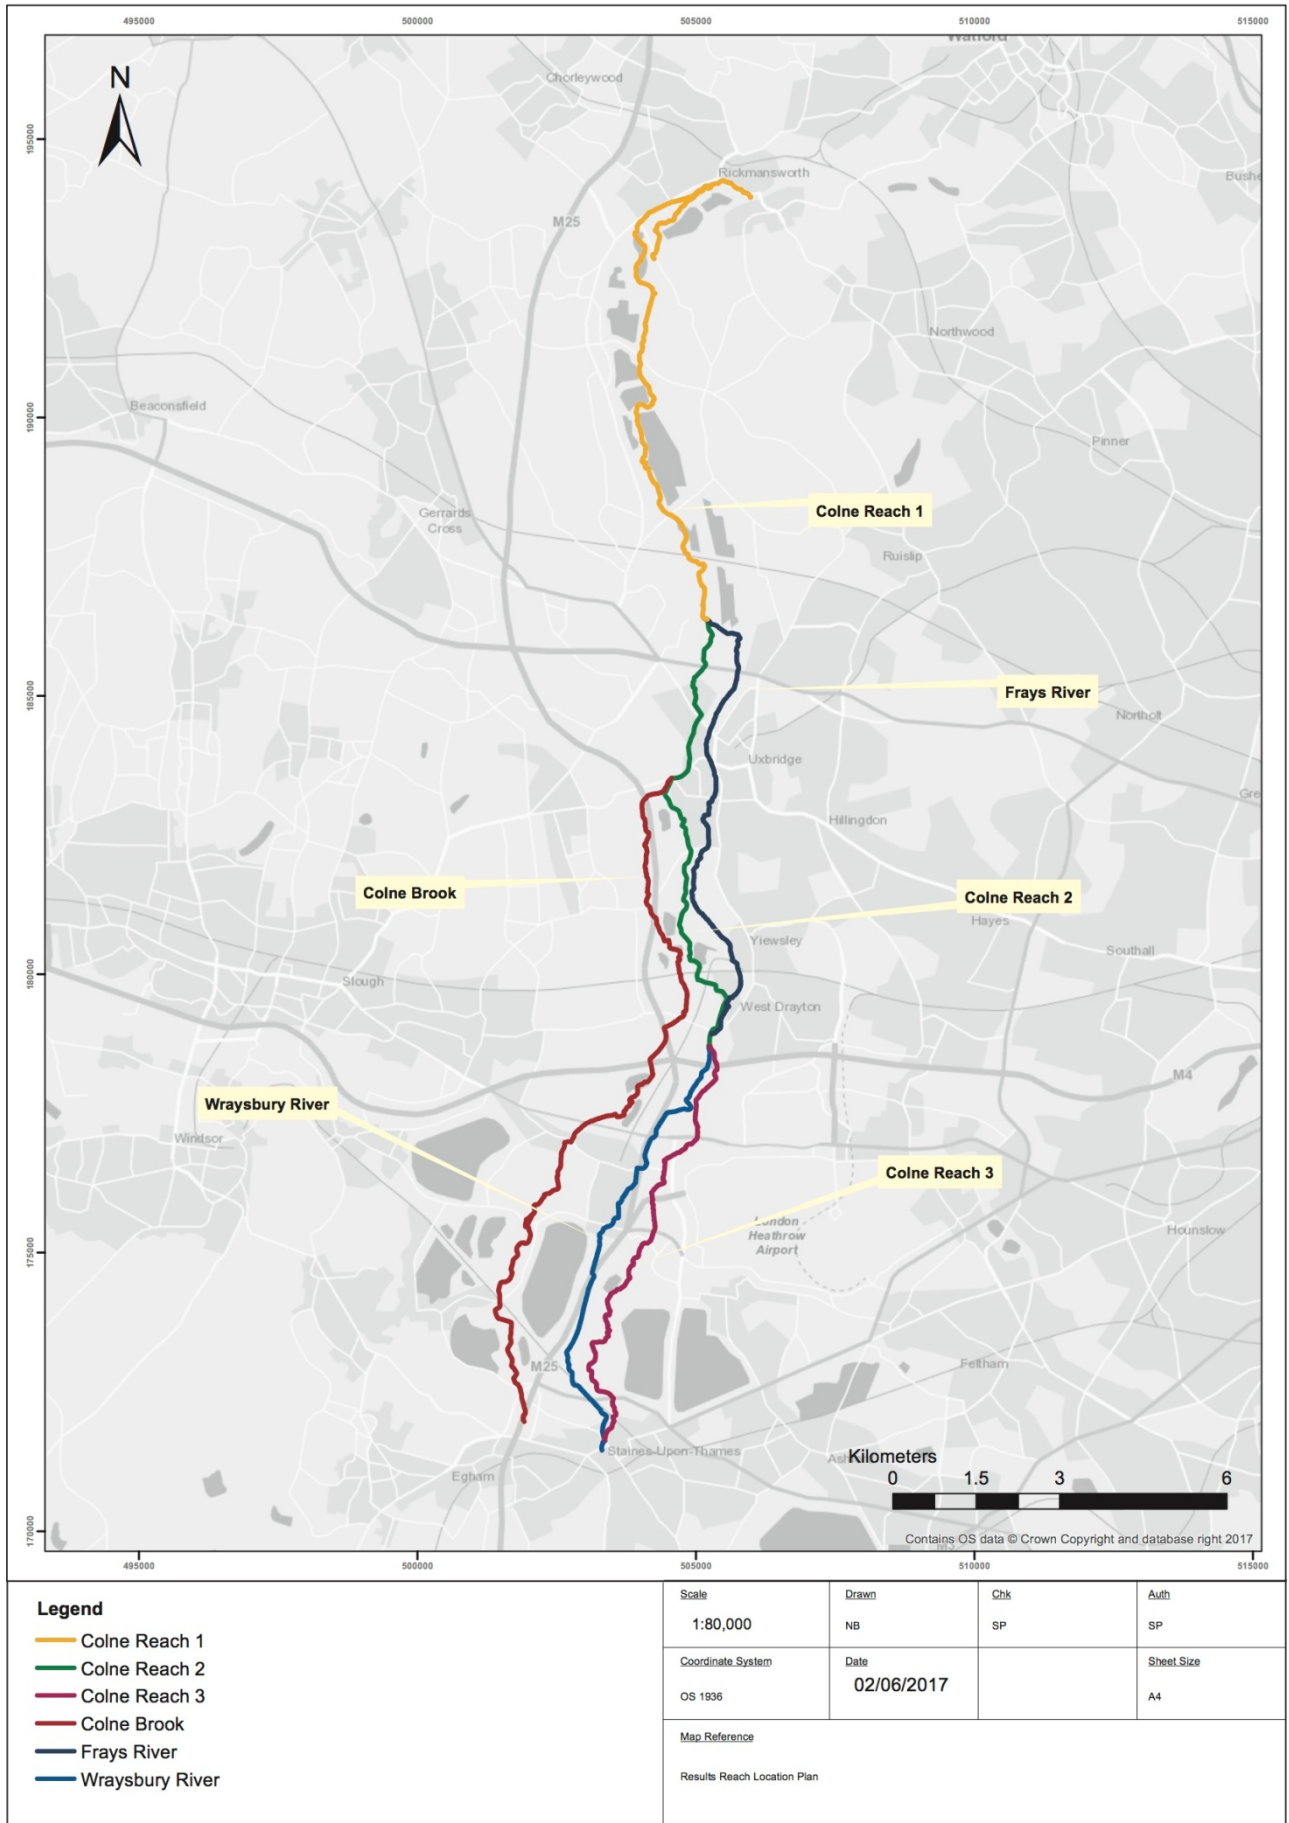 495000 500000 505000 510000 515000
Watford
Chorleywood
N
195000
Rickmansworth
Bushe
M25
Northwood
Beaconsfield
190000
Pinner
Gerrards
Cross
Colne Reach 1
Ruislip
185000
Frays River
Northolt
Uxbridge
Gre
Hillingdon
Colne Brook
Colne Reach 2
Hayes
Yiewsley
Southall
180000
Slough
West Drayton
M4
Wraysbury River
Windsor
Colne Reach 3
London
Heathrow
Airport
Hounslow
175000
M25
Feltham
Staines-Upon-Thames
Egham
Kilometers
0 1.5 3 6
170000
Contains OS data © Crown Copyright and database right 2017
495000 500000 505000 510000 515000
Legend
Colne Reach 1
Colne Reach 2
Colne Reach 3
Colne Brook
Frays River
Wraysbury River
Scale Drawn Chk Auth
1:80,000 NB SP SP
Coordinate System Date Sheet Size
OS 1936 02/06/2017 A4
Map Reference
Results Reach Location Plan